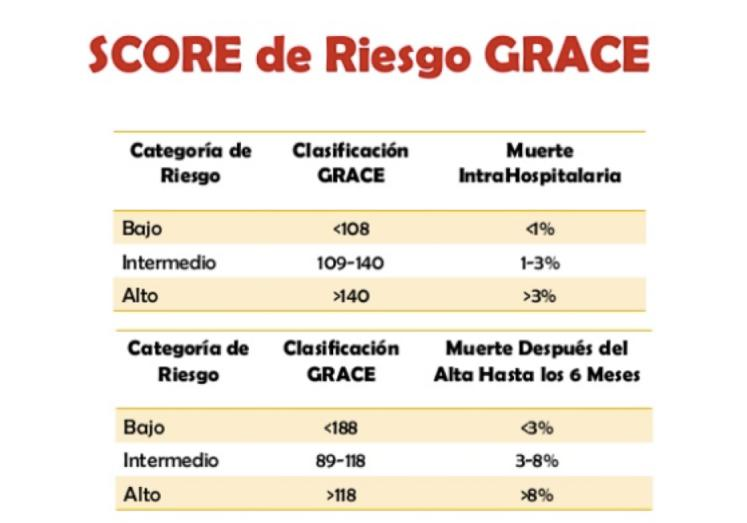 SCORE de Riesgo GRACE
Categoría de Riesgo Clasificación GRACE Muerte IntraHospitalaria
Bajo <108 <1%
Intermedio 109-140 1-3%
Alto >140 >3%
Categoría de Riesgo Clasificación GRACE Muerte Después del Alta Hasta los 6 Meses
Bajo <188 <3%
Intermedio 89-118 3-8%
Alto >118 >8%